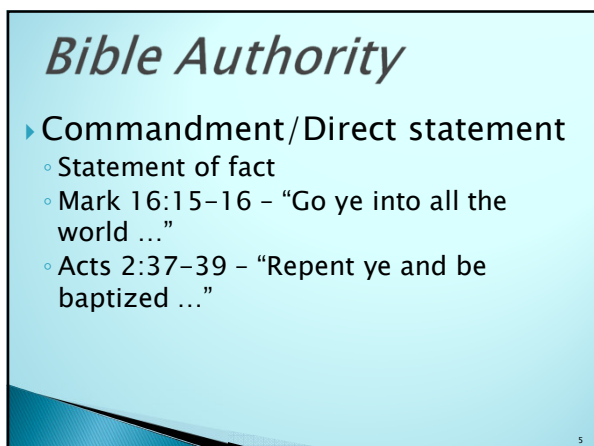 Bible Authority
Commandment/Direct statement
Statement of fact
Mark 16:15-16 – “Go ye into all the
world …”
Acts 2:37-39 – “Repent ye and be
baptized …”
5